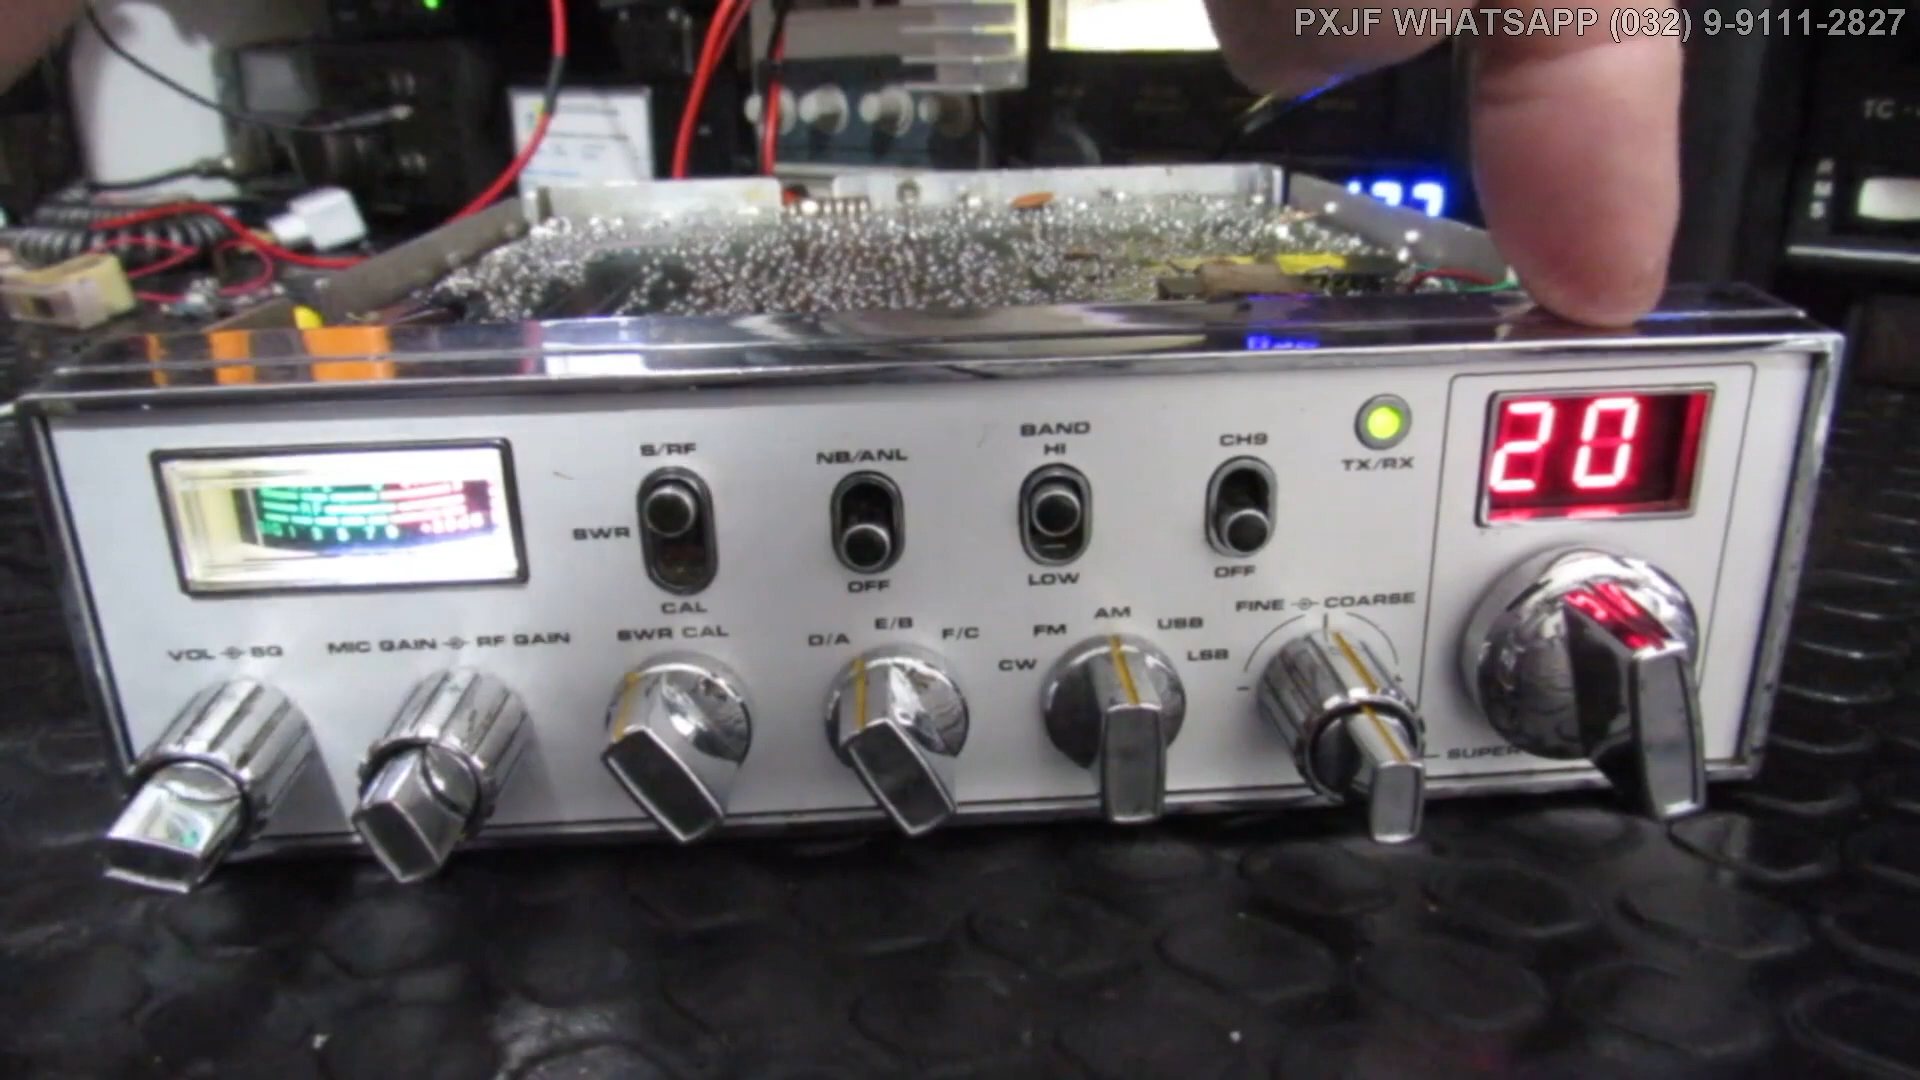 PXJF WHATSAPP (032) 9-9111-2827
TC
BAND
S/RF
NB/ANL
HI
CH9
TX/RX
20
SWR
OFF
LOW
OFF
CAL
FINE COARSE
VOL SQ
MIC GAIN RF GAIN
SWR CAL
D/A
E/B
F/C
CW
FM
AM
USB
LSB
SUPER